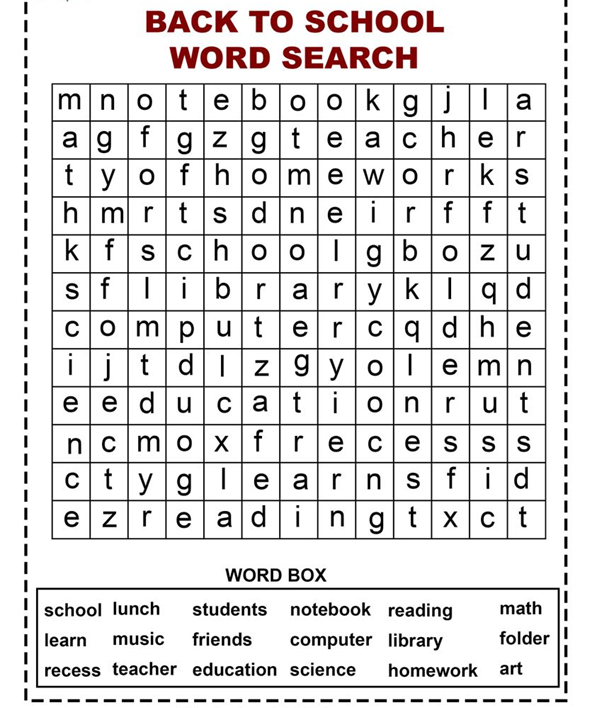 BACK TO SCHOOL
WORD SEARCH
m n o t e b o o k g j l a
a g f g z g t e a c h e r
t y o f h o m e w o r k s
h m r t s d n e i r f f t
k f s c h o o l g b o z u
s f l i b r a r y k l q d
c o m p u t e r c q d h e
i j t d l z g y o l e m n
e e d u c a t i o n r u t
n c m o x f r e c e s s s
c t y g l e a r n s f i d
e z r e a d i n g t x c t
WORD BOX
school lunch students notebook reading math
learn music friends computer library folder
recess teacher education science homework art